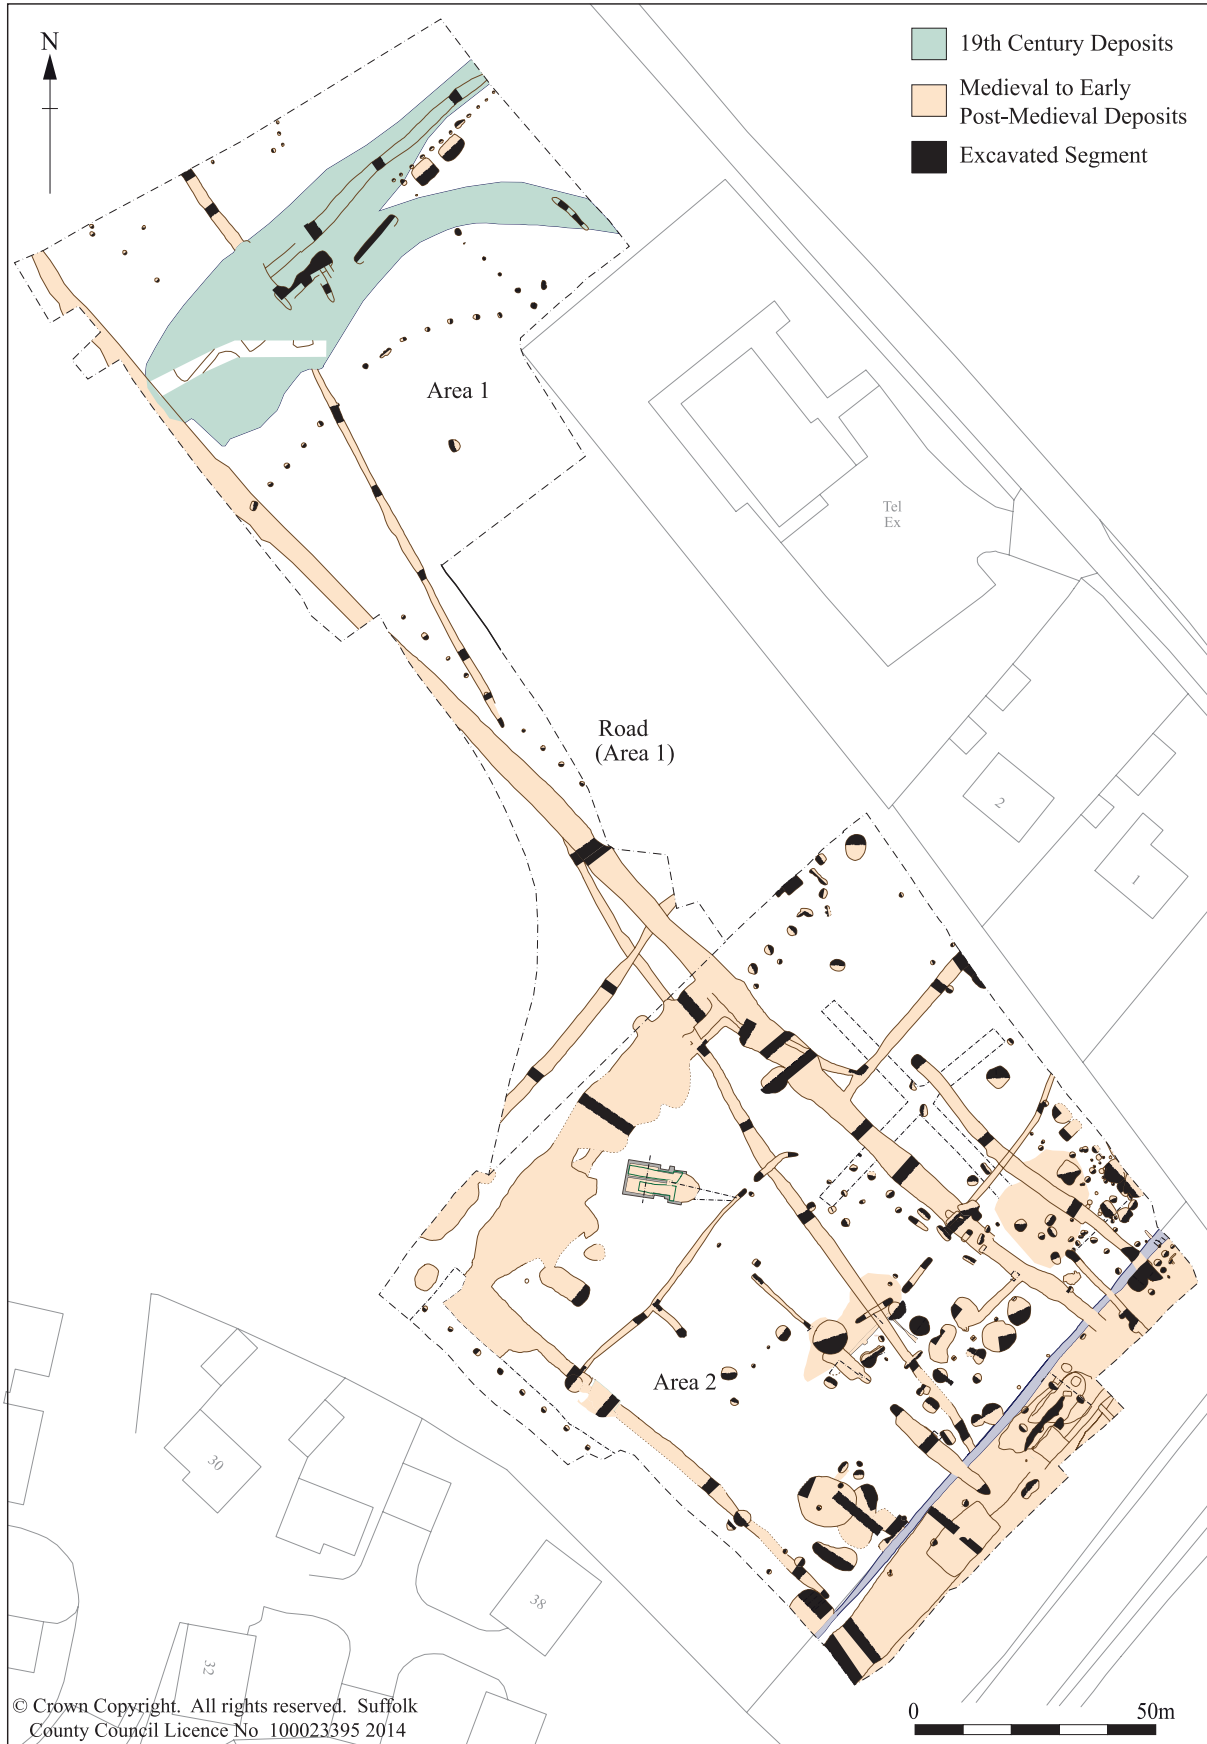 N
19th Century Deposits
Medieval to Early
Post-Medieval Deposits
Excavated Segment
Area 1
Tel
Ex
Road
(Area 1)
2
1
Area 2
30
38
32
© Crown Copyright. All rights reserved. Suffolk
County Council Licence No 100023395 2014
0
50m